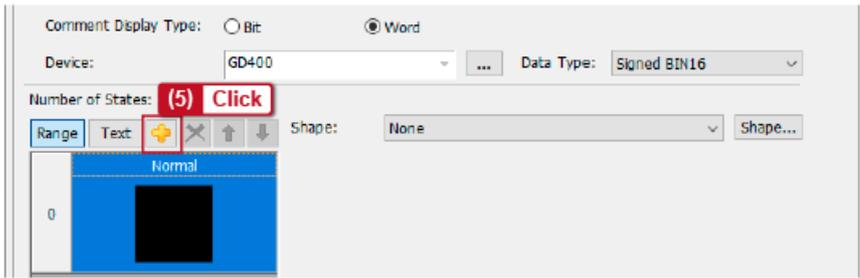 Comment Display Type: Bit Word
Device: GD400 ... Data Type: Signed BIN16
Number of States: (5) Click
Range Text Shape: None Shape...
Normal
0